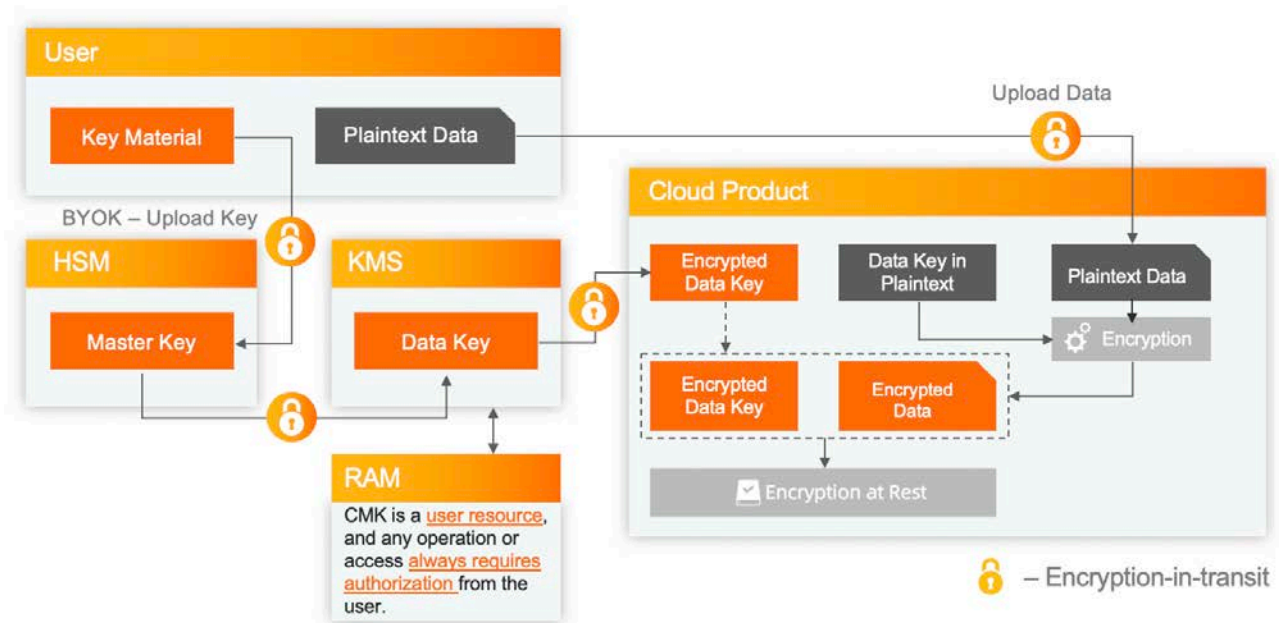 User
Key Material
Plaintext Data
Upload Data
BYOK – Upload Key
HSM
Master Key
KMS
Data Key
RAM
CMK is a user resource,
and any operation or
access always requires
authorization from the
user.
Cloud Product
Encrypted
Data Key
Data Key in
Plaintext
Plaintext Data
Encryption
Encrypted
Data Key
Encrypted
Data
Encryption at Rest
– Encryption-in-transit